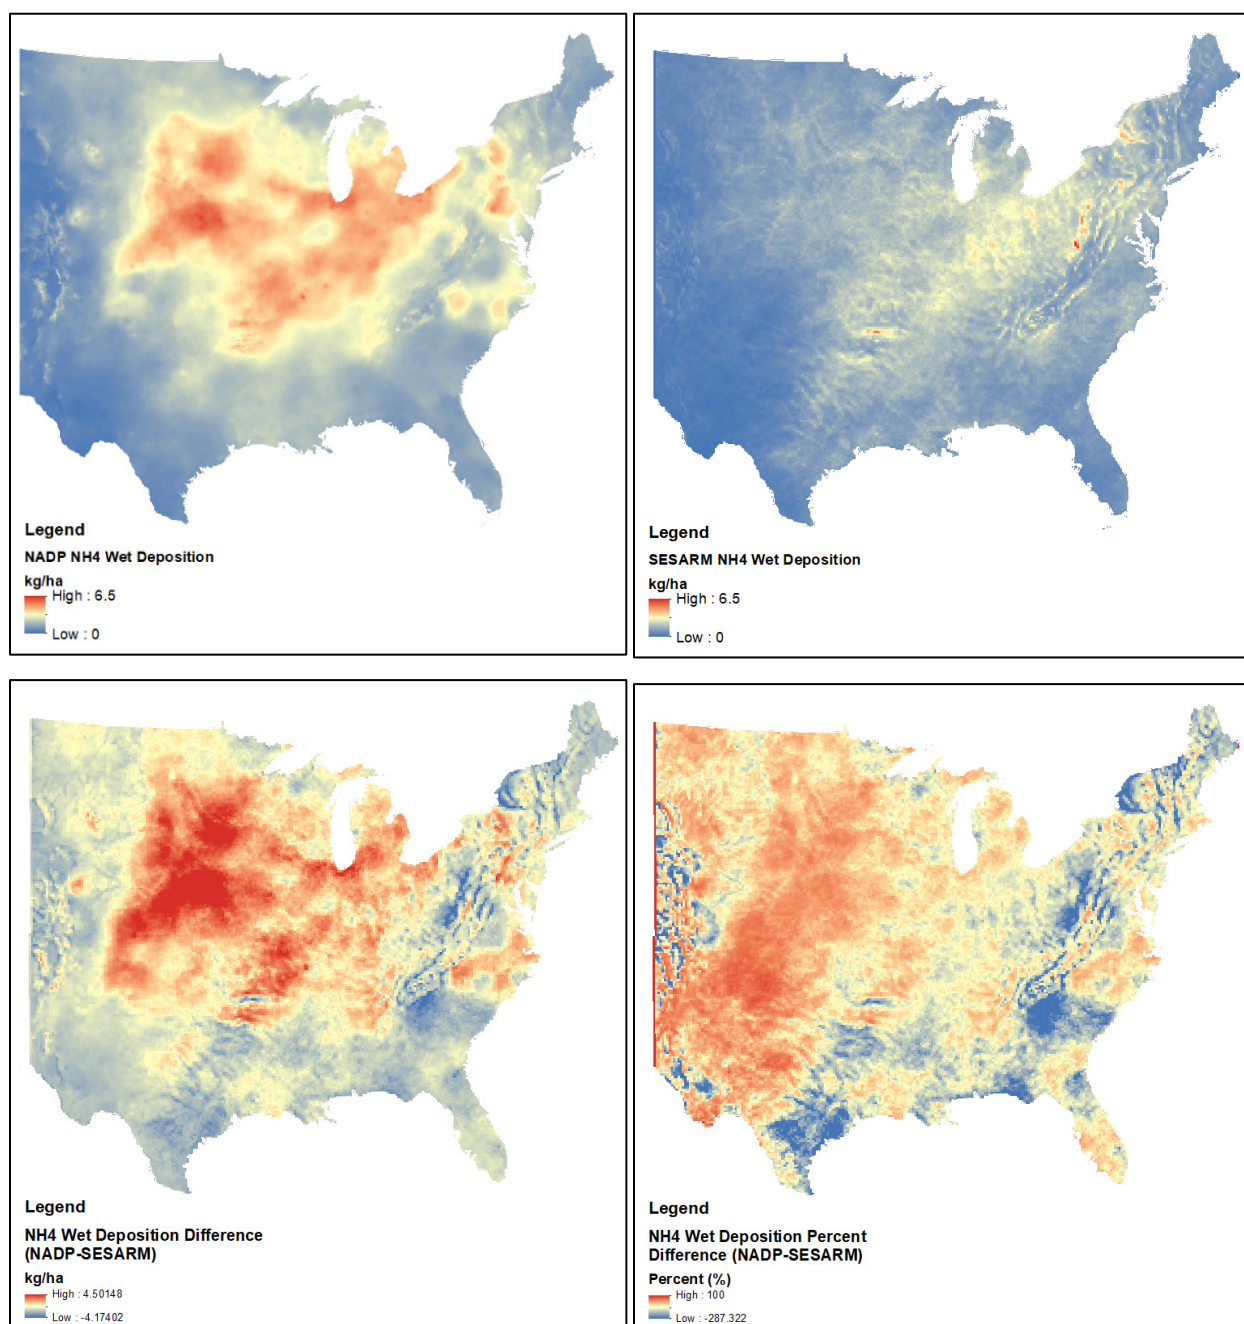 Legend
NADP NH4 Wet Deposition
kg/ha
High : 6.5
Low : 0
Legend
SESARM NH4 Wet Deposition
kg/ha
High : 6.5
Low : 0
Legend
NH4 Wet Deposition Difference
(NADP-SESARM)
kg/ha
High : 4.50148
Low : -4.17402
Legend
NH4 Wet Deposition Percent
Difference (NADP-SESARM)
Percent (%)
High : 100
Low : -287.322